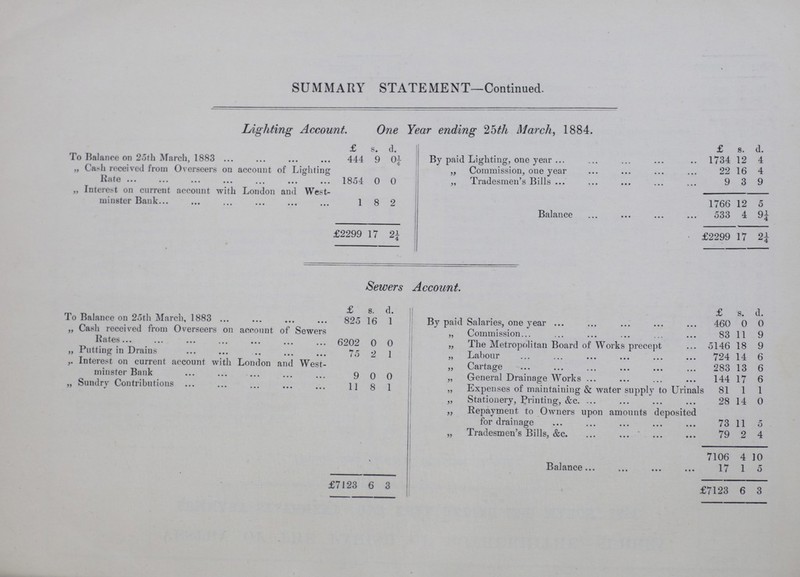 SUMMARY STATEMENT—Continued.
Lighting Account. One Year ending 25th March, 1884.
£ s. d.
To Balance on 25th March, 1883 ... ... ... ... 444 9 0¼
„ Cash received from Overseers on account of Lighting
Rate ... ... ... ... ... ... ... 1854 0 0
„ Interest on current account with London and West-
minster Bank... ... ... ... ... ... 1 8 2
£2299 17 2¼
£ s. d.
By paid Lighting, one year ... ... ... ... .. 1734 12 4
„ Commission, one year ... ... ... ... 22 16 4
„ Tradesmen's Bills ... ... ... ... ... 9 3 9
1766 12 5
Balance ... ... ... ... 533 4 9¼
£2299 17 2¼
Sewers Account.
£ s. d.
To Balance on 25th March, 1883 ... ... ... ... 825 16 1
„ Cash received from Overseers on account of Sewers
Rates... ... ... ... ... ... ... 6202 0 0
„ Putting in Drains ... ... ... ... ... 75 2 1
„ Interest on current account with London and West-
minster Bank ... ... ... ... ... 9 0 0
„ Sundry Contributions ... ... ... ... ... 11 8 1
£7123 6 3
£ s. d.
By paid Salaries, one year ... ... ... ... ... 460 0 0
„ Commission... ... ... ... ... ... 83 11 9
„ The Metropolitan Board of Works precept ... 5146 18 9
„ Labour ... ... ... ... ... ... 724 14 6
„ Cartage ... ... ... ... ... ... 283 13 6
„ General Drainage Works ... ... ... ... 144 17 6
„ Expenses of maintaining & water supply to Urinals 81 1 1
„ Stationery, Printing, &c. ... ... ... ... 28 14 0
„ Repayment to Owners upon amounts deposited
for drainage ... ... ... ... ... 73 11 5
„ Tradesmen's Bills, &c. ... ... ... ... 79 2 4
7106 4 10
Balance ... ... ... ... 17 1 5
£7123 6 3